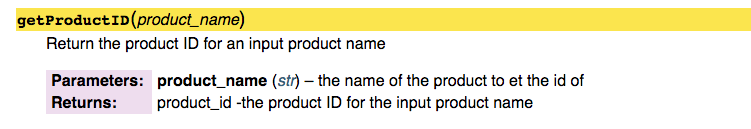 getProductID(product_name)
Return the product ID for an input product name
Parameters: product_name (str) – the name of the product to et the id of
Returns: product_id -the product ID for the input product name